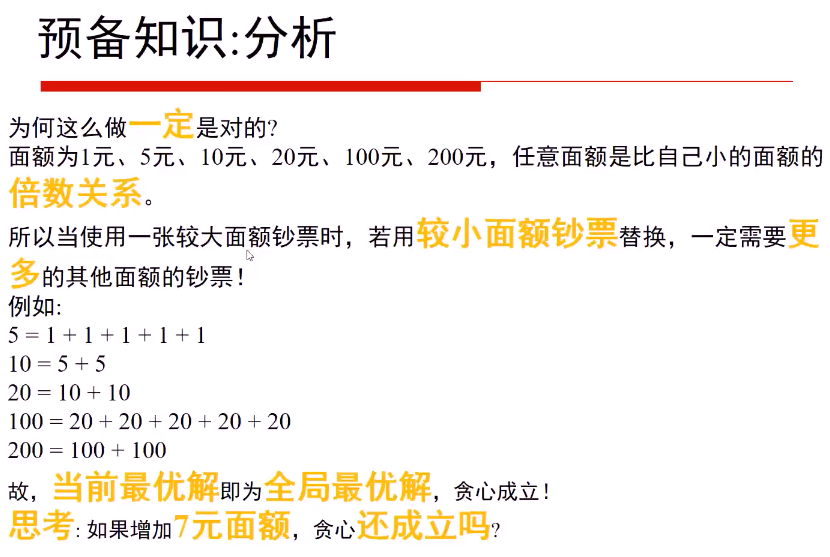 预备知识:分析
为何这么做一定是对的?
面额为1元、5元、10元、20元、100元、200元，任意面额是比自己小的面额的
倍数关系。
所以当使用一张较大面额钞票时，若用较小面额钞票替换，一定需要更
多的其他面额的钞票！
例如:
5 = 1 + 1 + 1 + 1 + 1
10 = 5 + 5
20 = 10 + 10
100 = 20 + 20 + 20 + 20 + 20
200 = 100 + 100
故，当前最优解即为全局最优解，贪心成立！
思考: 如果增加7元面额，贪心还成立吗?